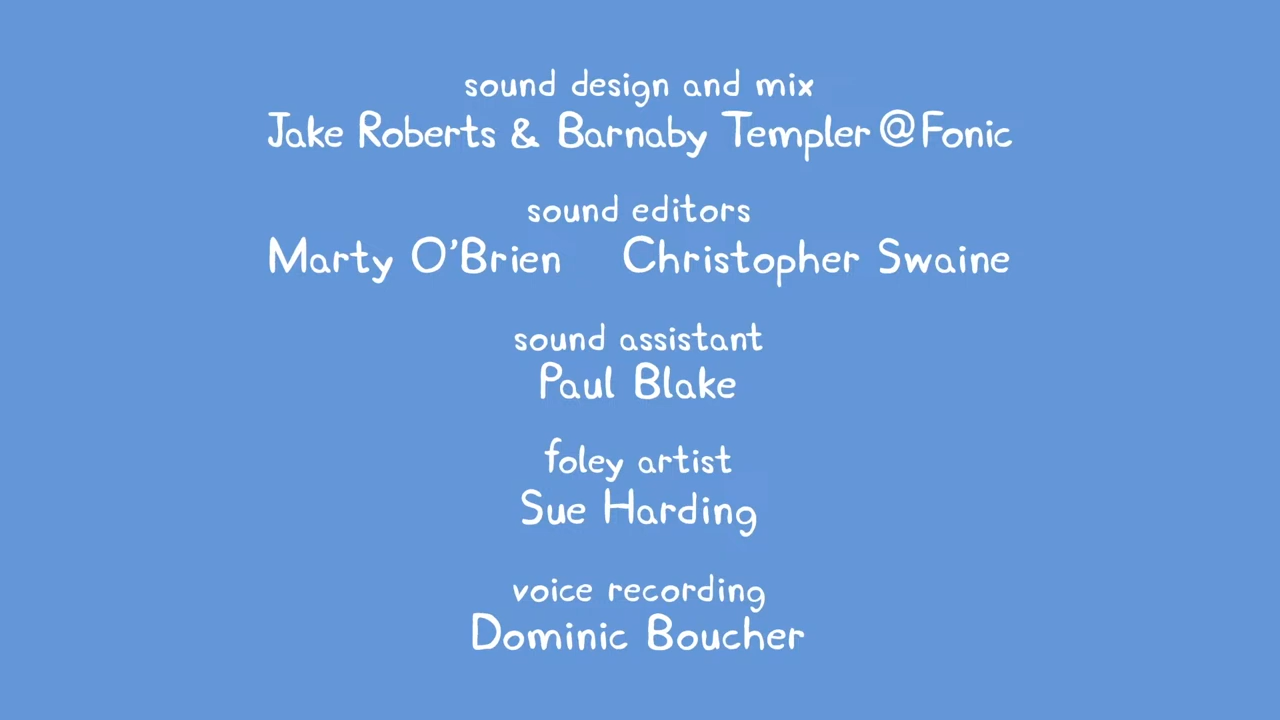 sound design and mix
Jake Roberts & Barnaby Templer @ Fonic
sound editors
Marty O'Brien Christopher Swaine
sound assistant
Paul Blake
foley artist
Sue Harding
voice recording
Dominic Boucher